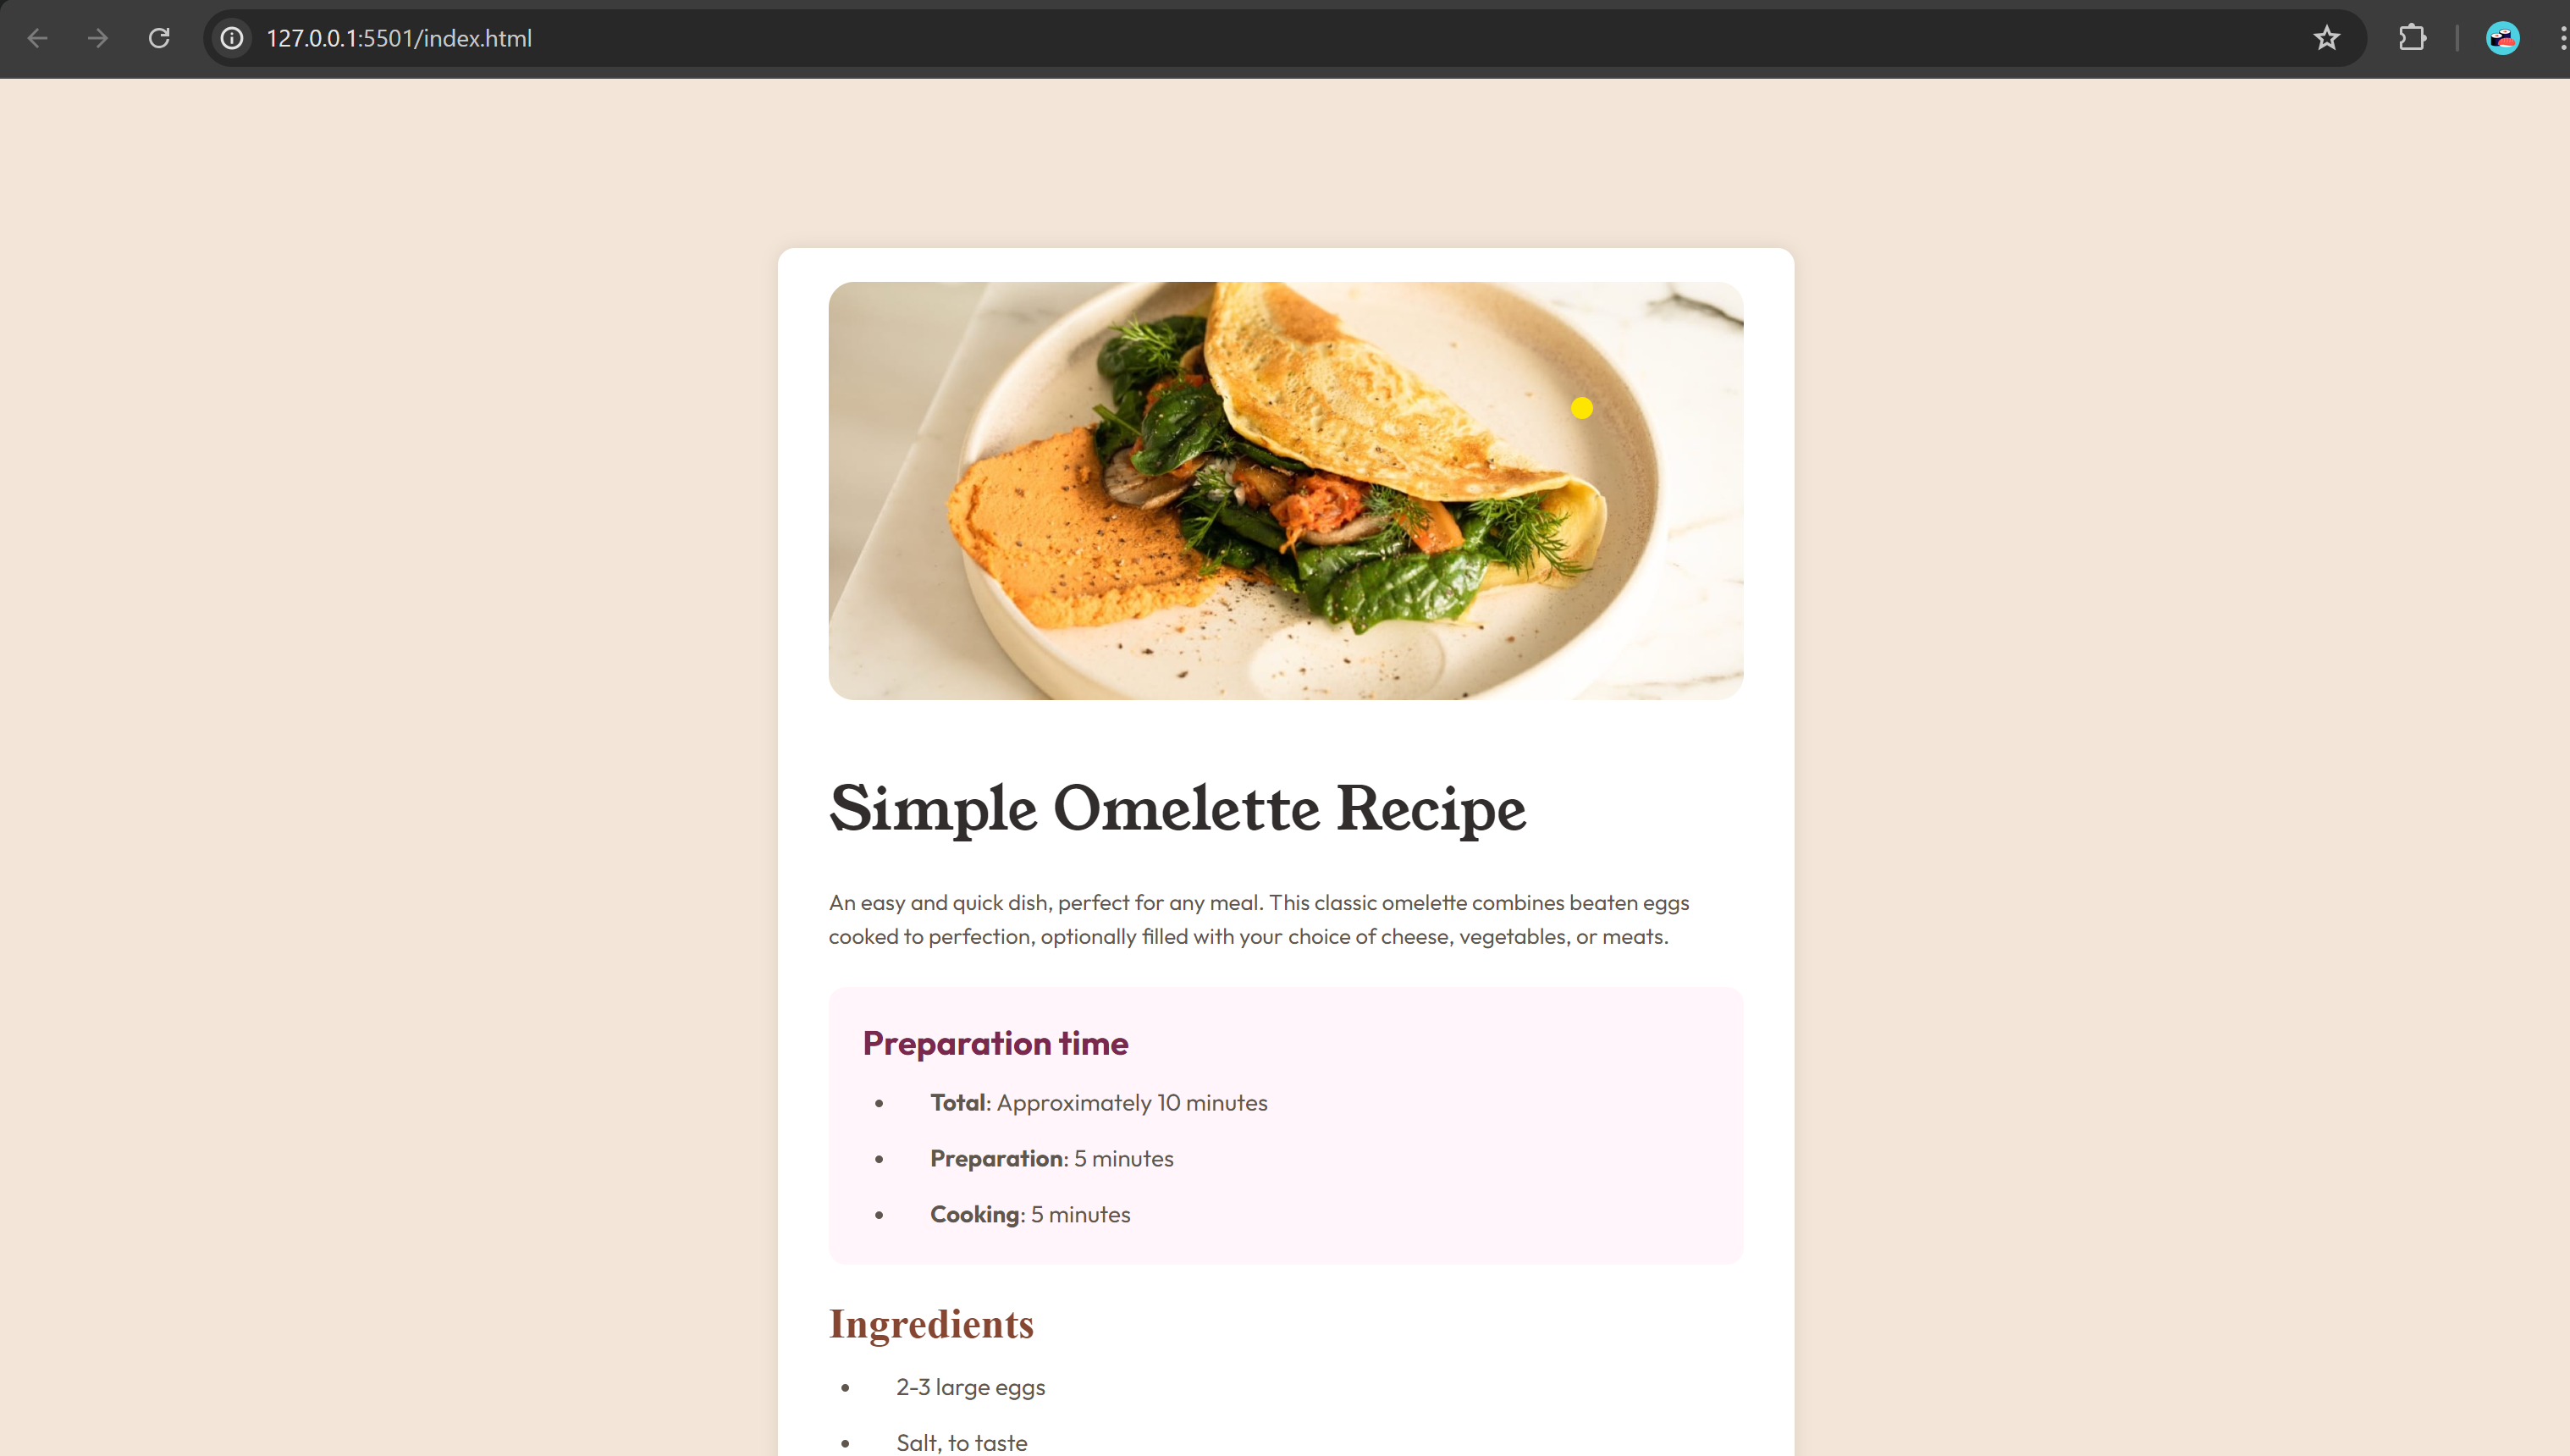 127.0.0.1:5501/index.html
Simple Omelette Recipe
An easy and quick dish, perfect for any meal. This classic omelette combines beaten eggs
cooked to perfection, optionally filled with your choice of cheese, vegetables, or meats.
Preparation time
• Total: Approximately 10 minutes
• Preparation: 5 minutes
• Cooking: 5 minutes
Ingredients
• 2-3 large eggs
• Salt, to taste